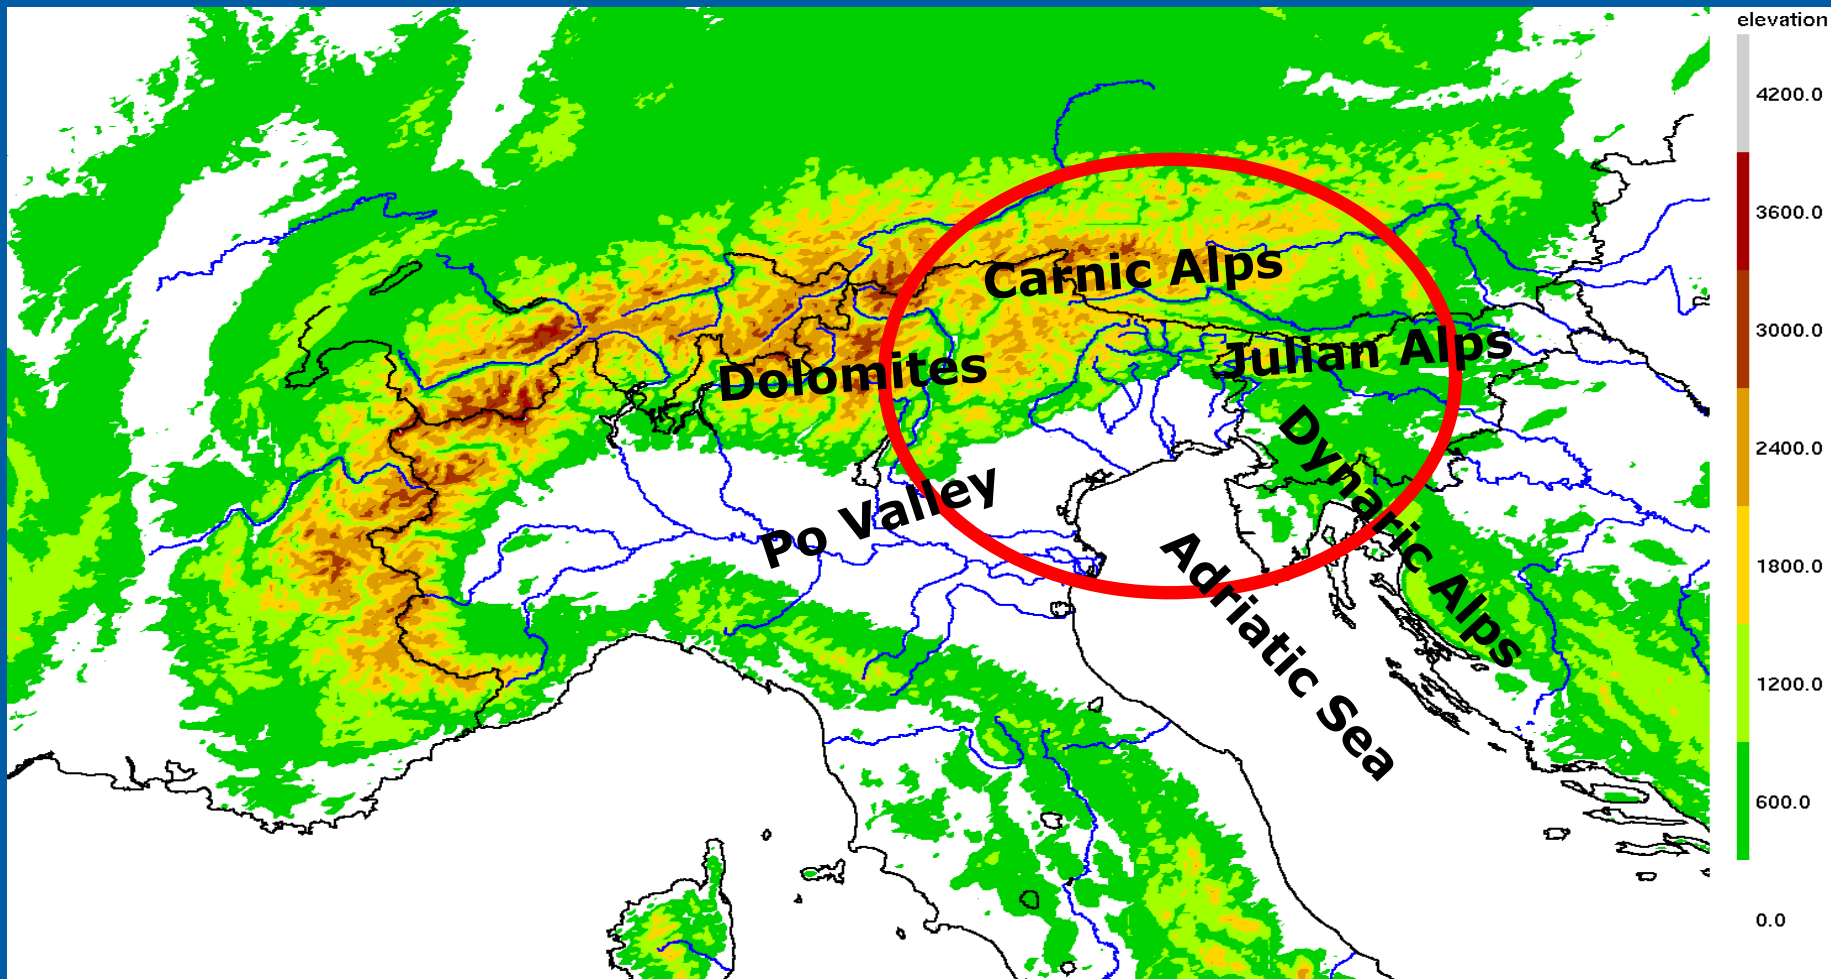 elevation
4200.0
3600.0
3000.0
2400.0
1800.0
1200.0
600.0
0.0
Carnic Alps
Julian Alps
Dolomites
Dynaric Alps
Po Valley
Adriatic Sea